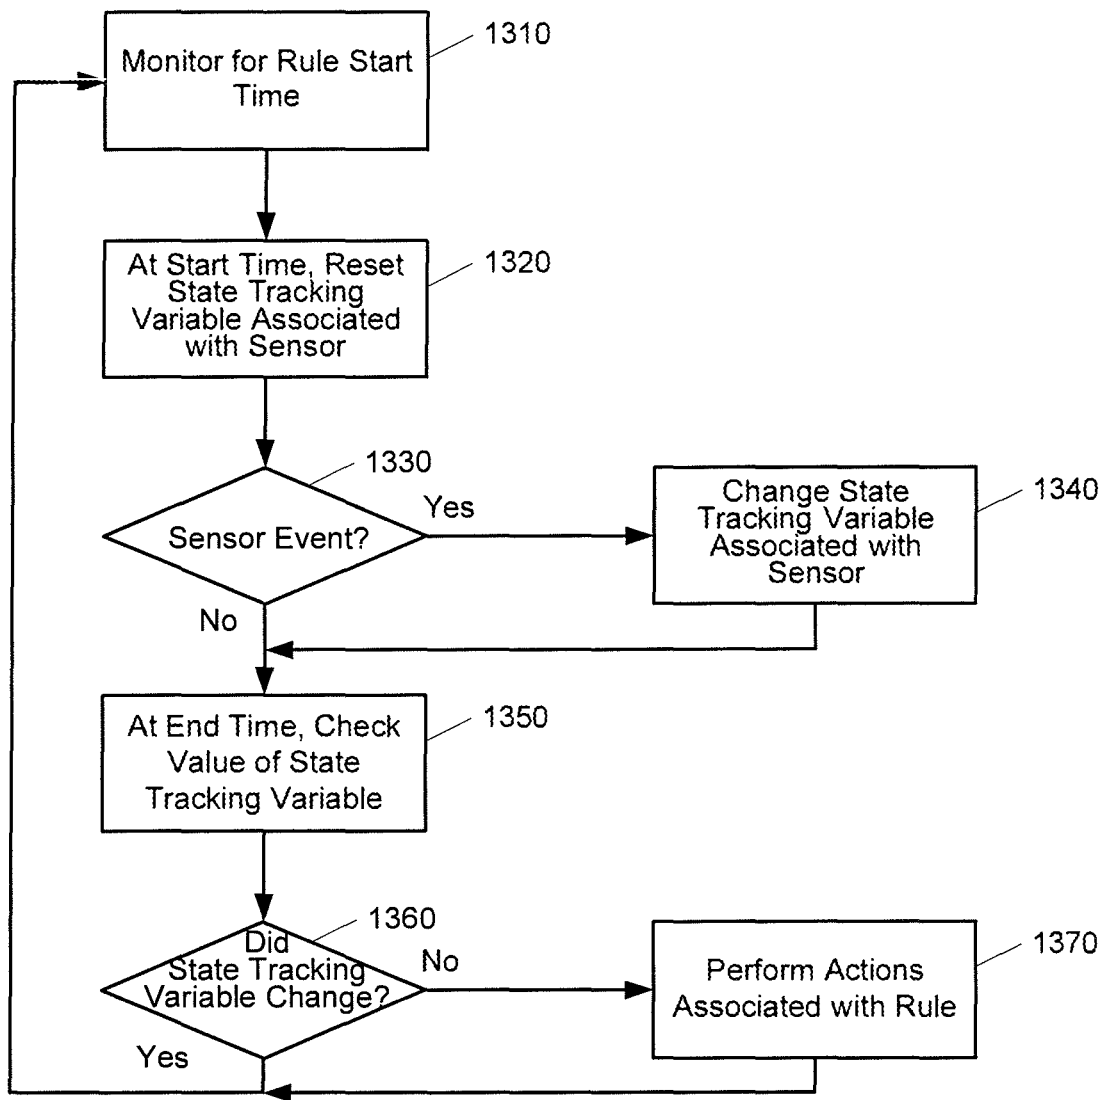 Monitor for Rule Start
Time
1310
At Start Time, Reset
State Tracking
Variable Associated
with Sensor
1320
Sensor Event?
1330
Yes
No
Change State
Tracking Variable
Associated with
Sensor
1340
At End Time, Check
Value of State
Tracking Variable
1350
Did
State Tracking
Variable Change?
1360
No
Yes
Perform Actions
Associated with Rule
1370